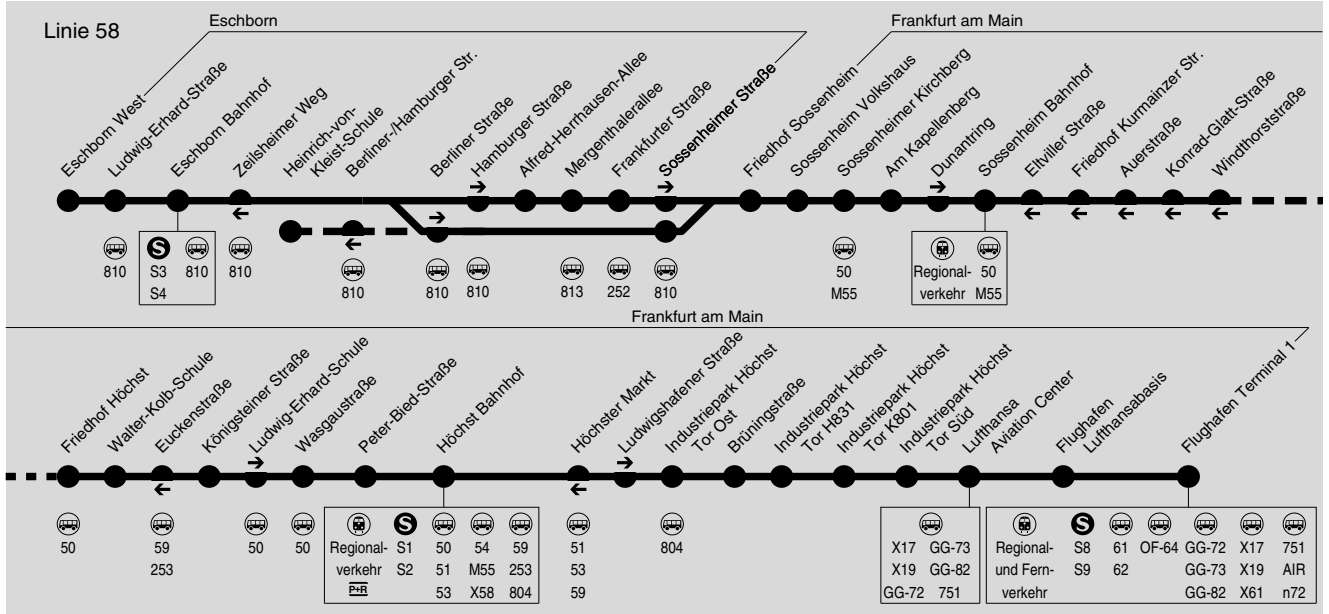 Linie 58
Eschborn
Frankfurt am Main
Eschborn West
Ludwig-Erhard-Straße
Eschborn Bahnhof
Zeilsheimer Weg
Heinrich-von-
Kleist-Schule
Berliner-/Hamburger Str.
Berliner Straße
Hamburger Straße
Alfred-Herrhausen-Allee
Mergenthalerallee
Frankfurter Straße
Sossenheimer Straße
Friedhof Sossenheim
Sossenheim Volkshaus
Sossenheimer Kirchberg
Am Kapellenberg
Dunantring
Sossenheim Bahnhof
Eltviller Straße
Friedhof Kurmainzer Str.
Auerstraße
Konrad-Glatt-Straße
Windthorststraße
810
S
S3
S4
810
810
810
810
810
813
252
810
50
M55
Regional-
verkehr
50
M55
Frankfurt am Main
Friedhof Höchst
Walter-Kolb-Schule
Euckenstraße
Königsteiner Straße
Ludwig-Erhard-Schule
Wasgaustraße
Peter-Bied-Straße
Höchst Bahnhof
Höchster Markt
Ludwigshafener Straße
Industriepark Höchst
Tor Ost
Brüningstraße
Industriepark Höchst
Tor H831
Industriepark Höchst
Tor K801
Industriepark Höchst
Tor Süd
Lufthansa
Aviation Center
Flughafen
Lufthansabasis
Flughafen Terminal 1
50
59
253
50
50
Regional-
verkehr
P+R
S
S1
S2
50
51
53
54
M55
X58
59
253
804
51
53
59
804
X17 GG-73
X19 GG-82
GG-72 751
Regional-
und Fern-
verkehr
S
S8
S9
61
62
OF-64
GG-72
GG-73
GG-82
X17
X19
X61
751
AIR
n72